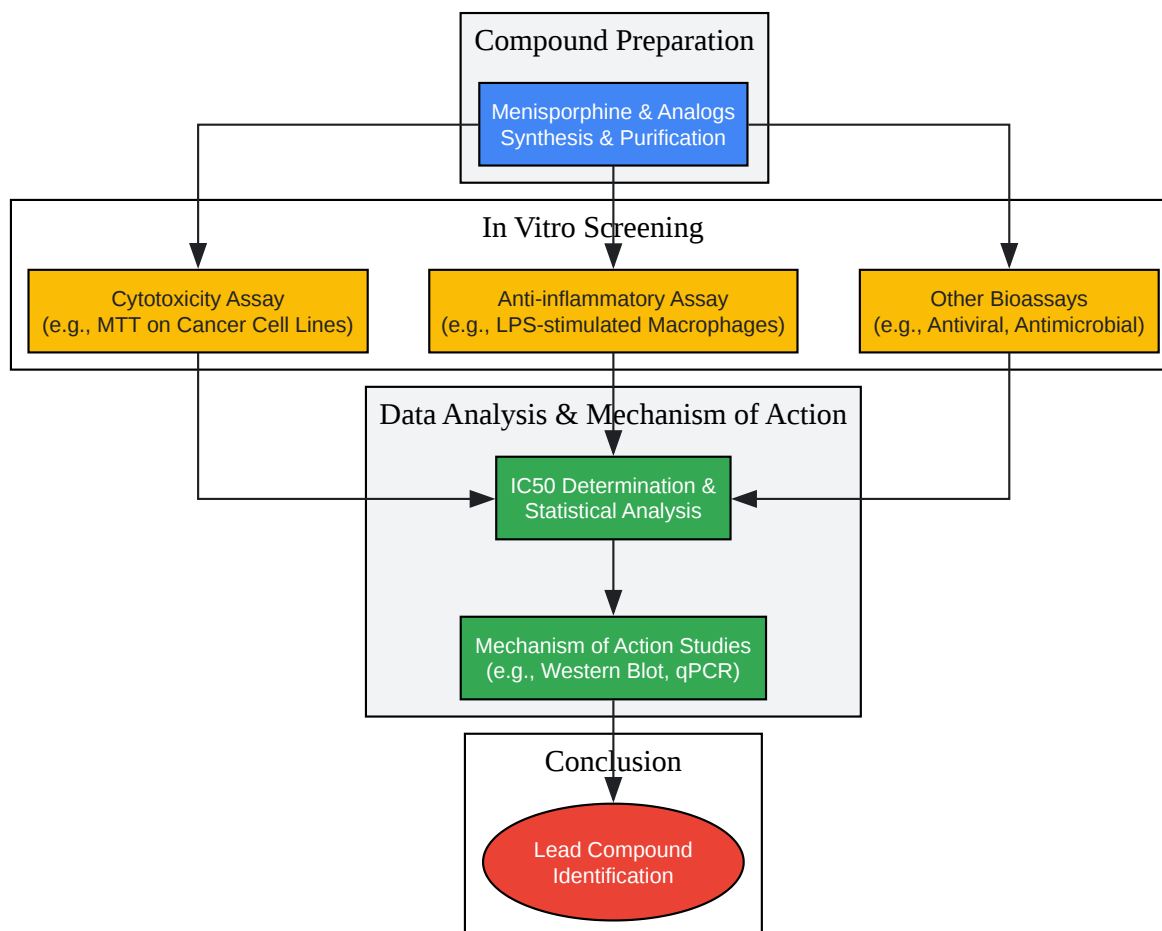 Compound Preparation
Menisporphine & Analogs
Synthesis & Purification
In Vitro Screening
Cytotoxicity Assay
(e.g., MTT on Cancer Cell Lines)
Anti-inflammatory Assay
(e.g., LPS-stimulated Macrophages)
Other Bioassays
(e.g., Antiviral, Antimicrobial)
Data Analysis & Mechanism of Action
IC50 Determination &
Statistical Analysis
Mechanism of Action Studies
(e.g., Western Blot, qPCR)
Conclusion
Lead Compound
Identification